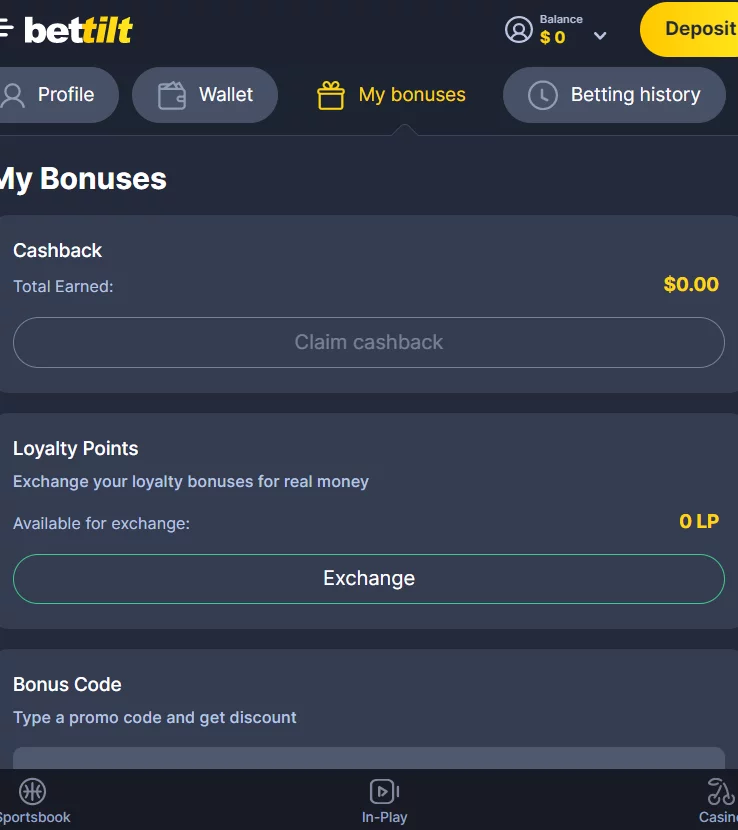 bettilt
Balance
$ 0
Deposit
Profile
Wallet
My bonuses
Betting history
My Bonuses
Cashback
Total Earned:
$0.00
Claim cashback
Loyalty Points
Exchange your loyalty bonuses for real money
Available for exchange:
0 LP
Exchange
Bonus Code
Type a promo code and get discount
Sportsbook
In-Play
Casin